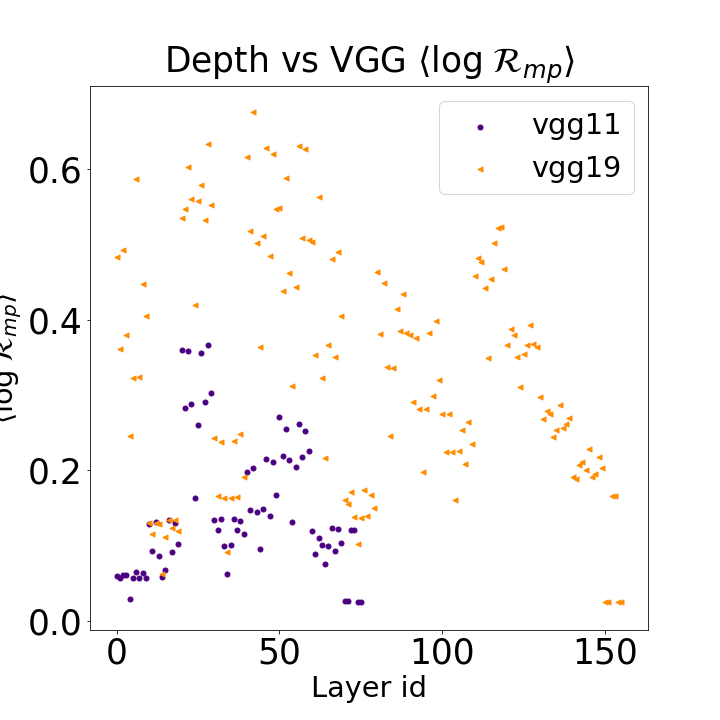 Depth vs VGG ⟨log ℛ_mp⟩
vgg11
vgg19
0.6
0.4
0.2
0.0
⟨log ℛ_mp⟩
0 50 100 150
Layer id